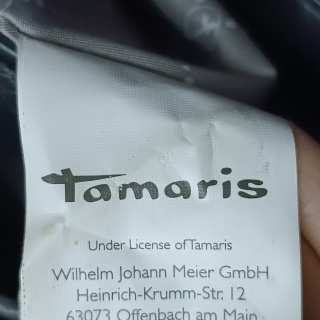 Tamaris
Under License of Tamaris
Wilhelm Johann Meier GmbH
Heinrich-Krumm-Str. 12
63073 Offenbach am Main